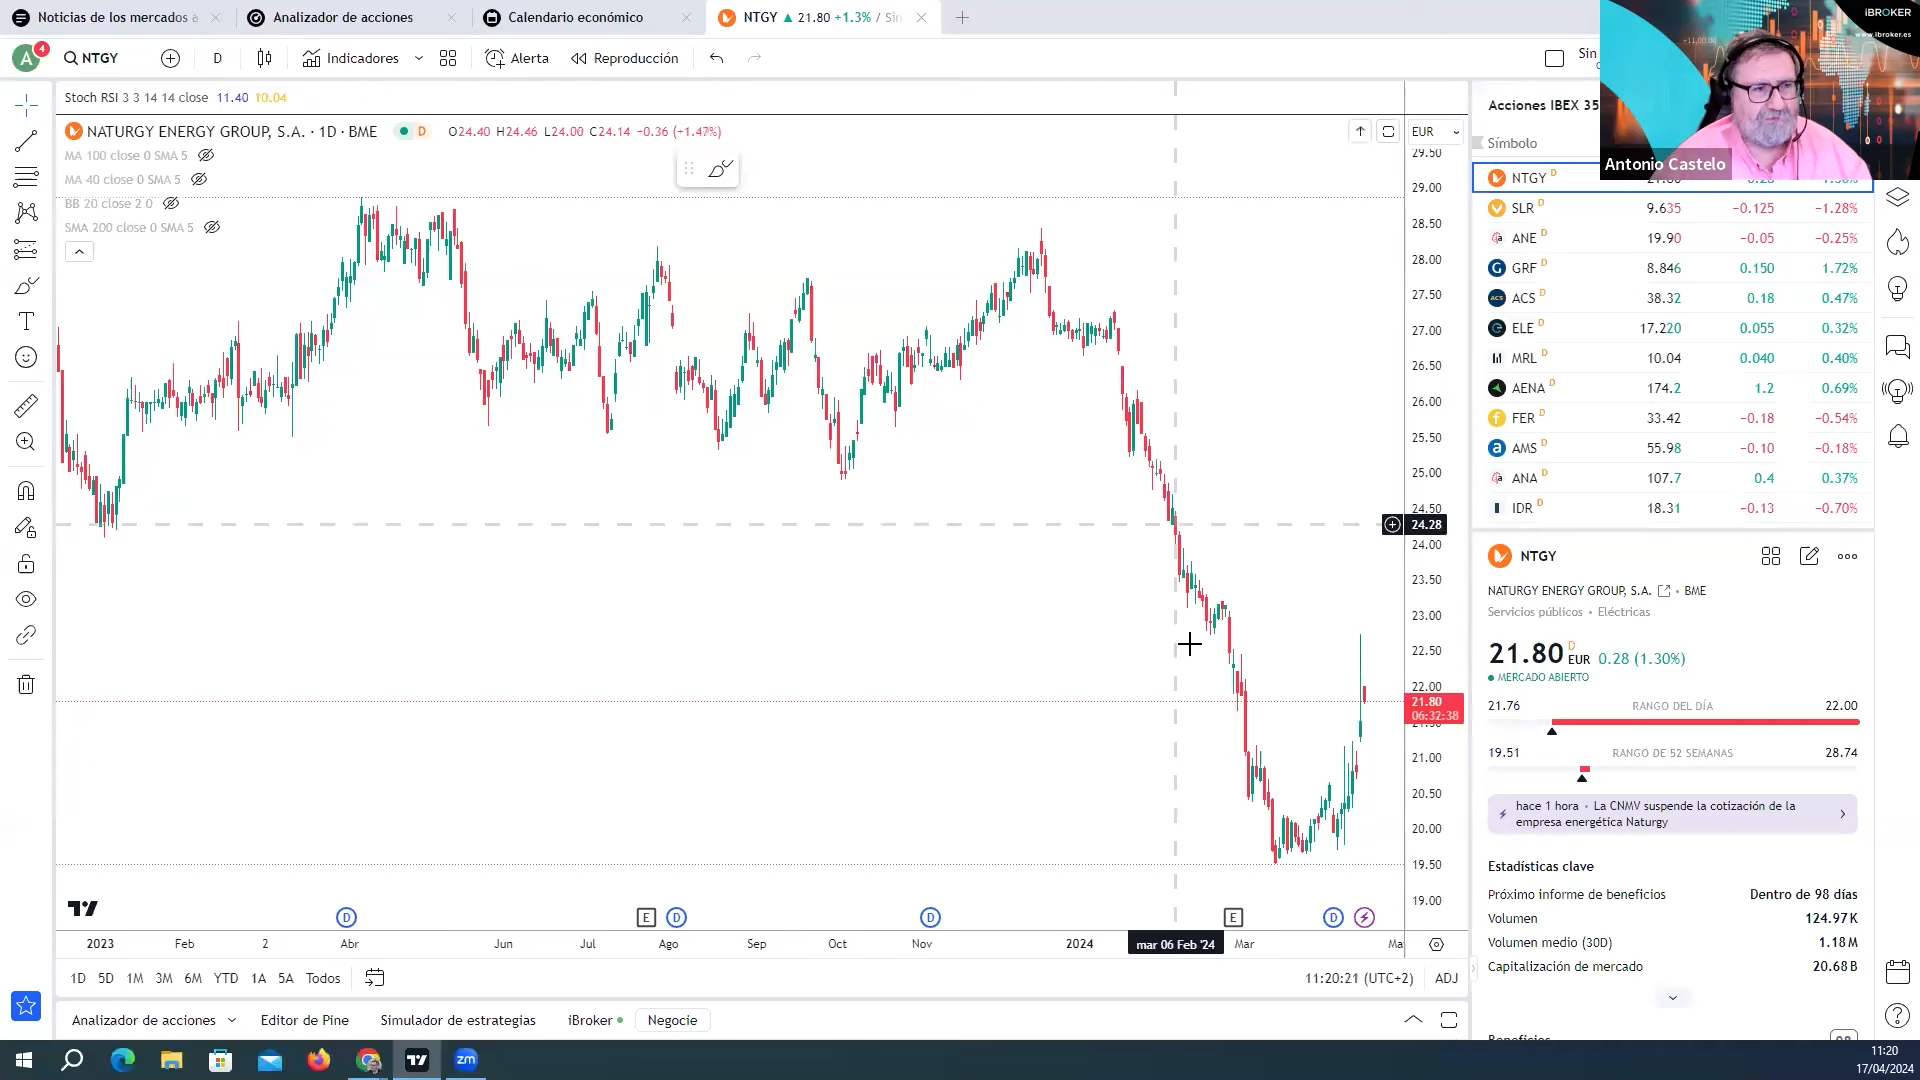 Noticias de los mercados a
Analizador de acciones
Calendario económico
NTGY ▲ 21.80 +1.3% / Sin
iBROKER
www.ibroker.es
A
4
NTGY
D
Indicadores
Alerta
Reproducción
Sin
Antonio Castelo
Stoch RSI 3 3 14 14 close 11.40 10.04
NATURGY ENERGY GROUP, S.A. · 1D · BME
D
O24.40 H24.46 L24.00 C24.14 −0.36 (+1.47%)
MA 100 close 0 SMA 5
MA 40 close 0 SMA 5
BB 20 close 2 0
SMA 200 close 0 SMA 5
EUR
29.50
29.00
28.50
28.00
27.50
27.00
26.50
26.00
25.50
25.00
24.50
24.28
24.00
23.50
23.00
22.50
22.00
21.80
06:32:38
21.00
20.50
20.00
19.50
19.00
D E D D E D
2023 Feb 2 Abr Jun Jul Ago Sep Oct Nov 2024 mar 06 Feb '24 Mar Ma
1D 5D 1M 3M 6M YTD 1A 5A Todos
11:20:21 (UTC+2) ADJ
Analizador de acciones
Editor de Pine
Simulador de estrategias
iBroker
Negocie
Acciones IBEX 35
Símbolo
NTGY D
SLR D 9.635 −0.125 −1.28%
ANE D 19.90 −0.05 −0.25%
GRF D 8.846 0.150 1.72%
ACS D 38.32 0.18 0.47%
ELE D 17.220 0.055 0.32%
MRL D 10.04 0.040 0.40%
AENA D 174.2 1.2 0.69%
FER D 33.42 −0.18 −0.54%
AMS D 55.98 −0.10 −0.18%
ANA D 107.7 0.4 0.37%
IDR D 18.31 −0.13 −0.70%
NTGY
NATURGY ENERGY GROUP, S.A. • BME
Servicios públicos • Eléctricas
21.80 D EUR 0.28 (1.30%)
MERCADO ABIERTO
21.76 RANGO DEL DÍA 22.00
19.51 RANGO DE 52 SEMANAS 28.74
hace 1 hora • La CNMV suspende la cotización de la
empresa energética Naturgy
Estadísticas clave
Próximo informe de beneficios Dentro de 98 días
Volumen 124.97K
Volumen medio (30D) 1.18M
Capitalización de mercado 20.68B
zm
11:20
17/04/2024